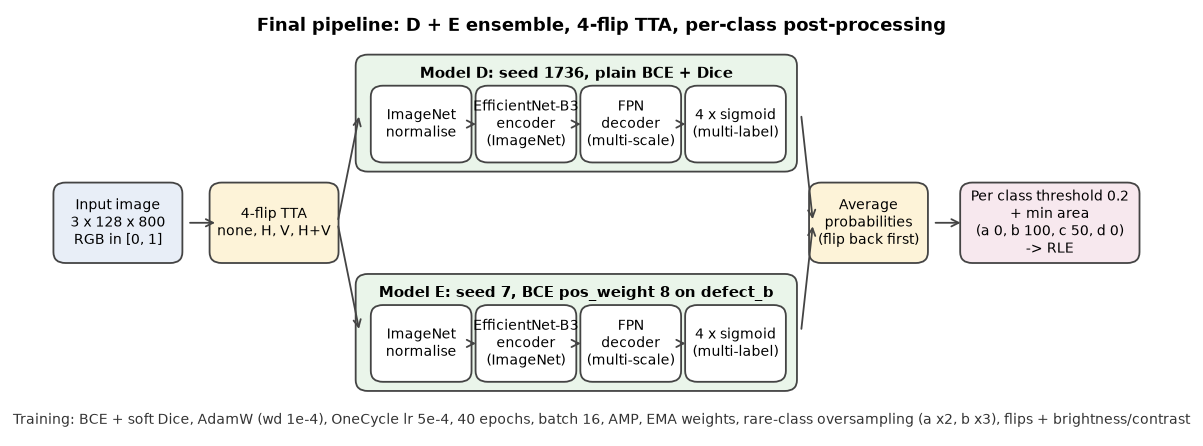 Final pipeline: D + E ensemble, 4-flip TTA, per-class post-processing
Model D: seed 1736, plain BCE + Dice
ImageNet
normalise
EfficientNet-B3
encoder
(ImageNet)
FPN
decoder
(multi-scale)
4 x sigmoid
(multi-label)
Input image
3 x 128 x 800
RGB in [0, 1]
4-flip TTA
none, H, V, H+V
Average
probabilities
(flip back first)
Per class threshold 0.2
+ min area
(a 0, b 100, c 50, d 0)
-> RLE
Model E: seed 7, BCE pos_weight 8 on defect_b
ImageNet
normalise
EfficientNet-B3
encoder
(ImageNet)
FPN
decoder
(multi-scale)
4 x sigmoid
(multi-label)
Training: BCE + soft Dice, AdamW (wd 1e-4), OneCycle lr 5e-4, 40 epochs, batch 16, AMP, EMA weights, rare-class oversampling (a x2, b x3), flips + brightness/contrast